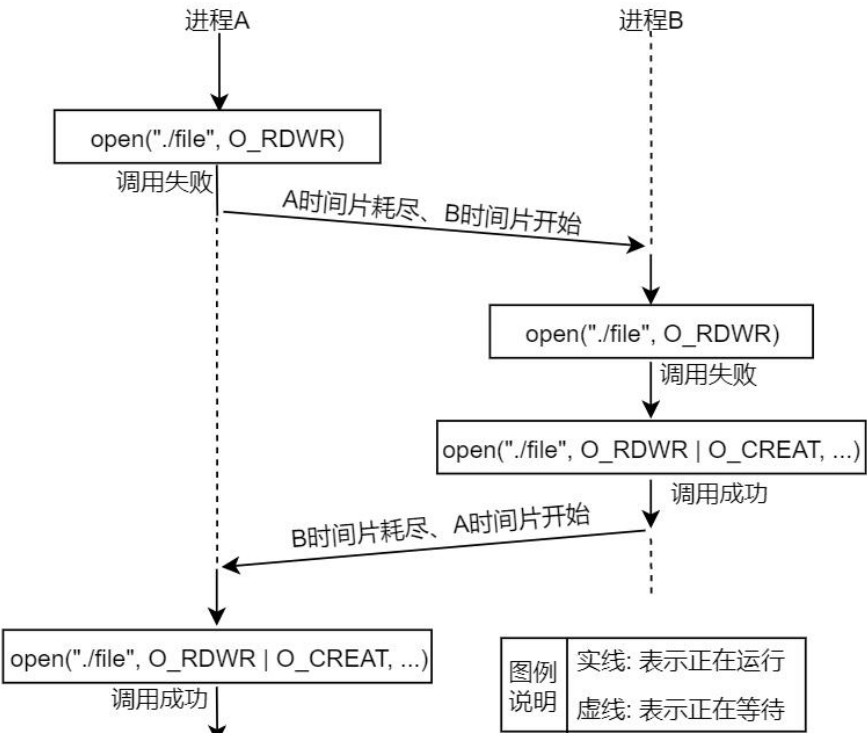 进程A
进程B
open("./file", O_RDWR)
调用失败
A时间片耗尽、B时间片开始
open("./file", O_RDWR)
调用失败
open("./file", O_RDWR | O_CREAT, ...)
调用成功
B时间片耗尽、A时间片开始
open("./file", O_RDWR | O_CREAT, ...)
调用成功
图例
说明
实线: 表示正在运行
虚线: 表示正在等待